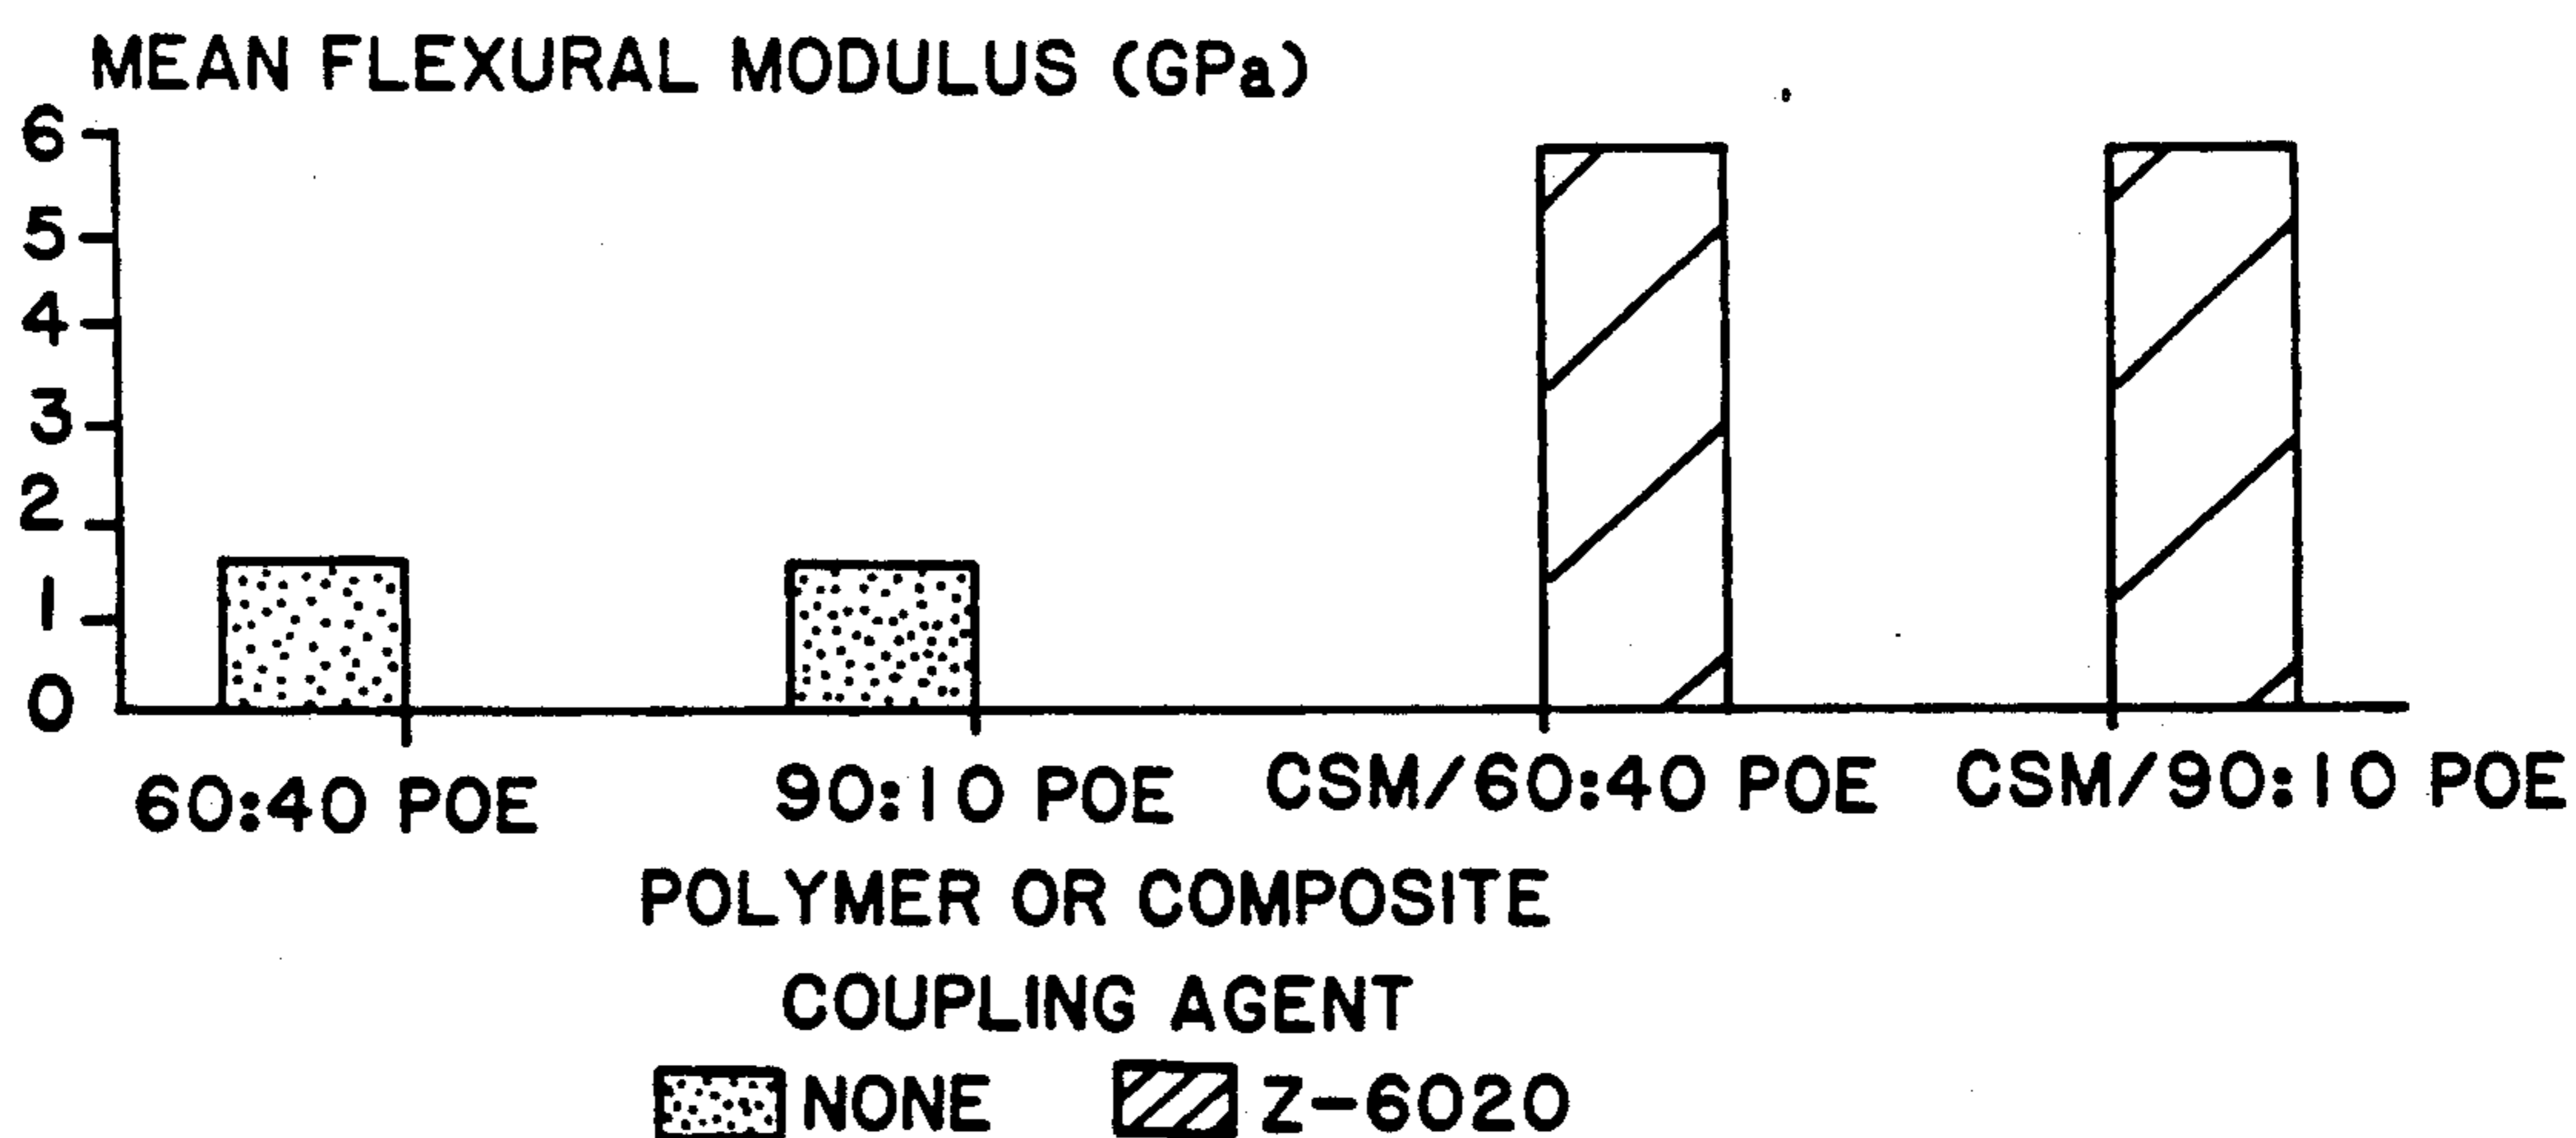 MEAN FLEXURAL MODULUS (GPa)
6
5
4
3
2
1
0
60:40 POE 90:10 POE CSM/60:40 POE CSM/90:10 POE
POLYMER OR COMPOSITE
COUPLING AGENT
NONE Z-6020